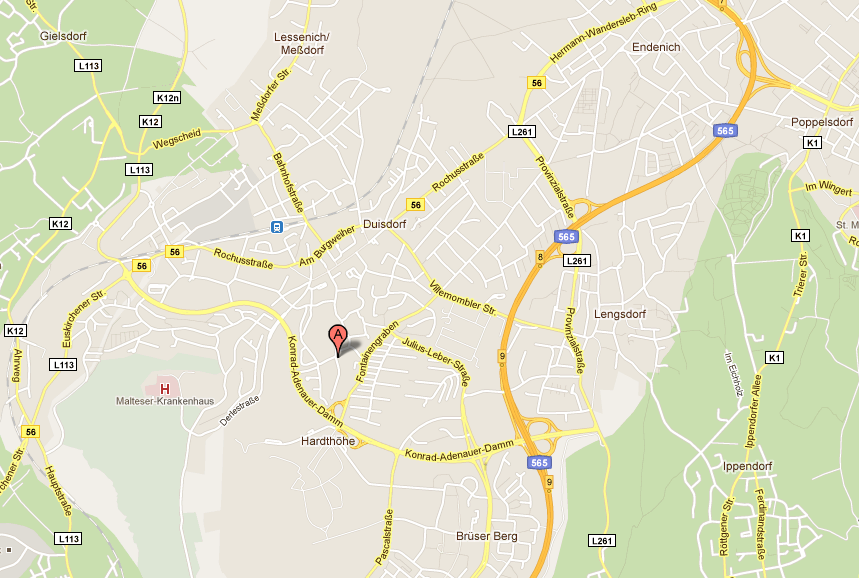 Gielsdorf
Lessenich/
Meßdorf
Hermann-Wandersleb-Ring
Endenich
L113
K12n
Meßdorfer Str.
56
K12
Wegscheid
L261
565
Poppelsdorf
K1
L113
Bahnhofstraße
Rochusstraße
Provinzialstraße
Im Wingert
56
K12
Duisdorf
St. M
K1
565
Am Burgweiher
56
Rochusstraße
56
8
L261
Trierer Str.
Villemombler Str.
Euskirchener Str.
Lengsdorf
Provinzialstraße
K12
A
Fontainengraben
Julius-Leber-Straße
Konrad-Adenauer-Damm
9
K1
L113
Ahrweg
Im Eichholz
H
Malteser-Krankenhaus
Derlestraße
Ippendorfer Allee
56
Hardthöhe
Konrad-Adenauer-Damm
565
Ippendorf
9
Hauptstraße
chener Str.
Röttgener Str.
Ferdinandstraße
Pascalstraße
L113
Brüser Berg
L261